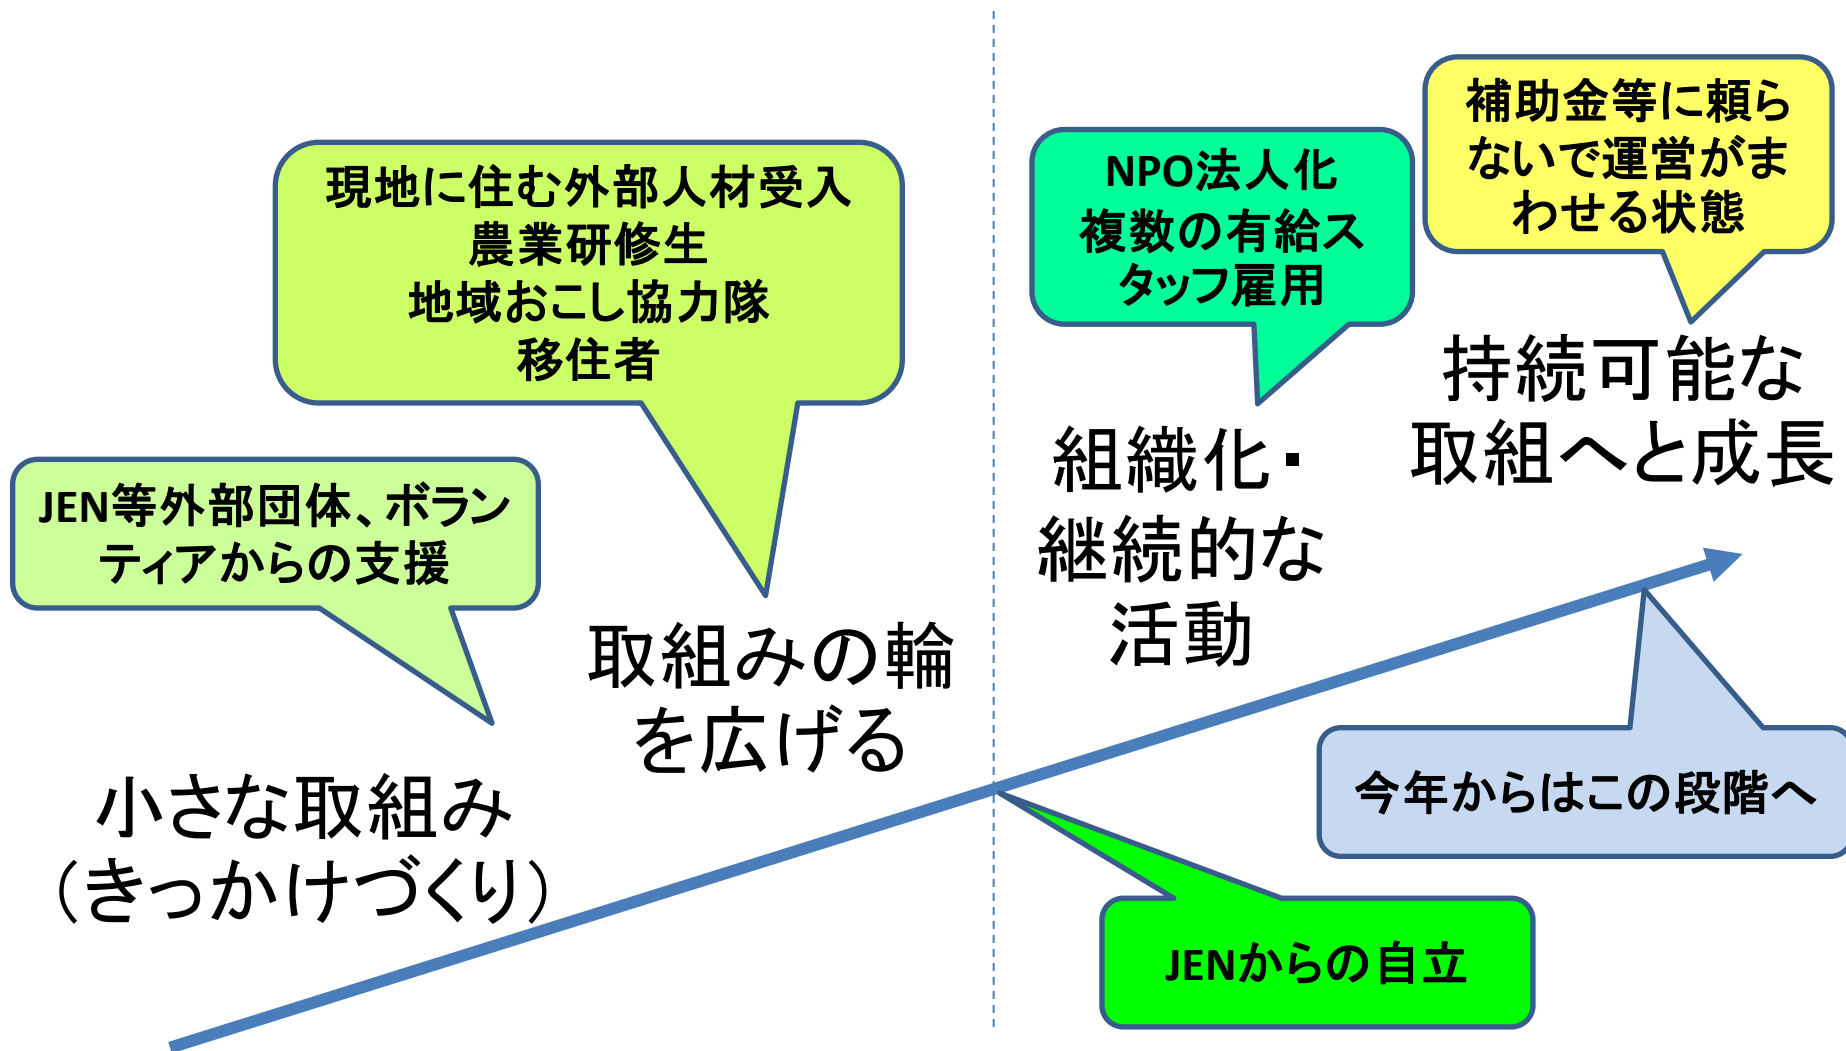 JEN等外部団体、ボラン
ティアからの支援
小さな取組み
（きっかけづくり）
現地に住む外部人材受入
農業研修生
地域おこし協力隊
移住者
取組みの輪
を広げる
NPO法人化
複数の有給ス
タッフ雇用
組織化・
継続的な
活動
補助金等に頼ら
ないで運営がま
わせる状態
持続可能な
取組へと成長
今年からはこの段階へ
JENからの自立